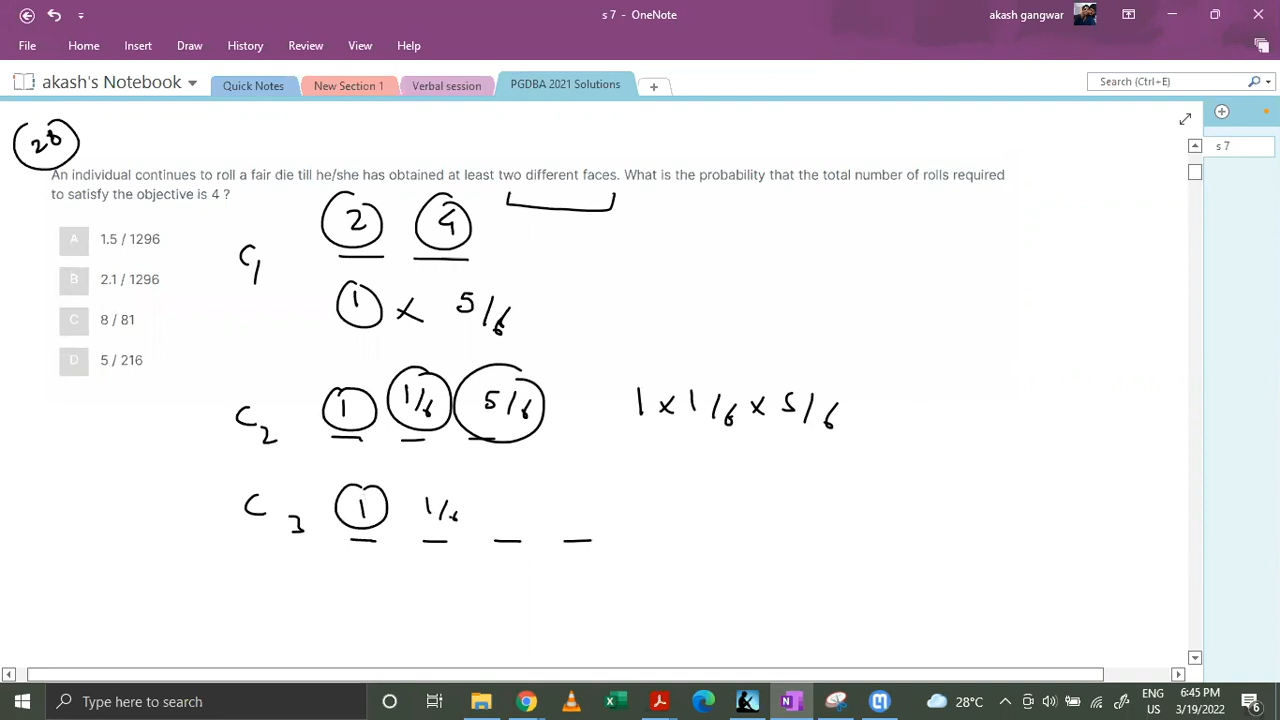 s 7 - OneNote
akash gangwar
File Home Insert Draw History Review View Help
akash's Notebook Quick Notes New Section 1 Verbal session PGDBA 2021 Solutions Search (Ctrl+E)
s 7
28
An individual continues to roll a fair die till he/she has obtained at least two different faces. What is the probability that the total number of rolls required
to satisfy the objective is 4 ?
A 1.5 / 1296
B 2.1 / 1296
C 8 / 81
D 5 / 216
C1 2 4
1 × 5/6
C2 1 1/6 5/6 1 × 1/6 × 5/6
C3 1 1/6
Type here to search
28°C
ENG
US
6:45 PM
3/19/2022
6